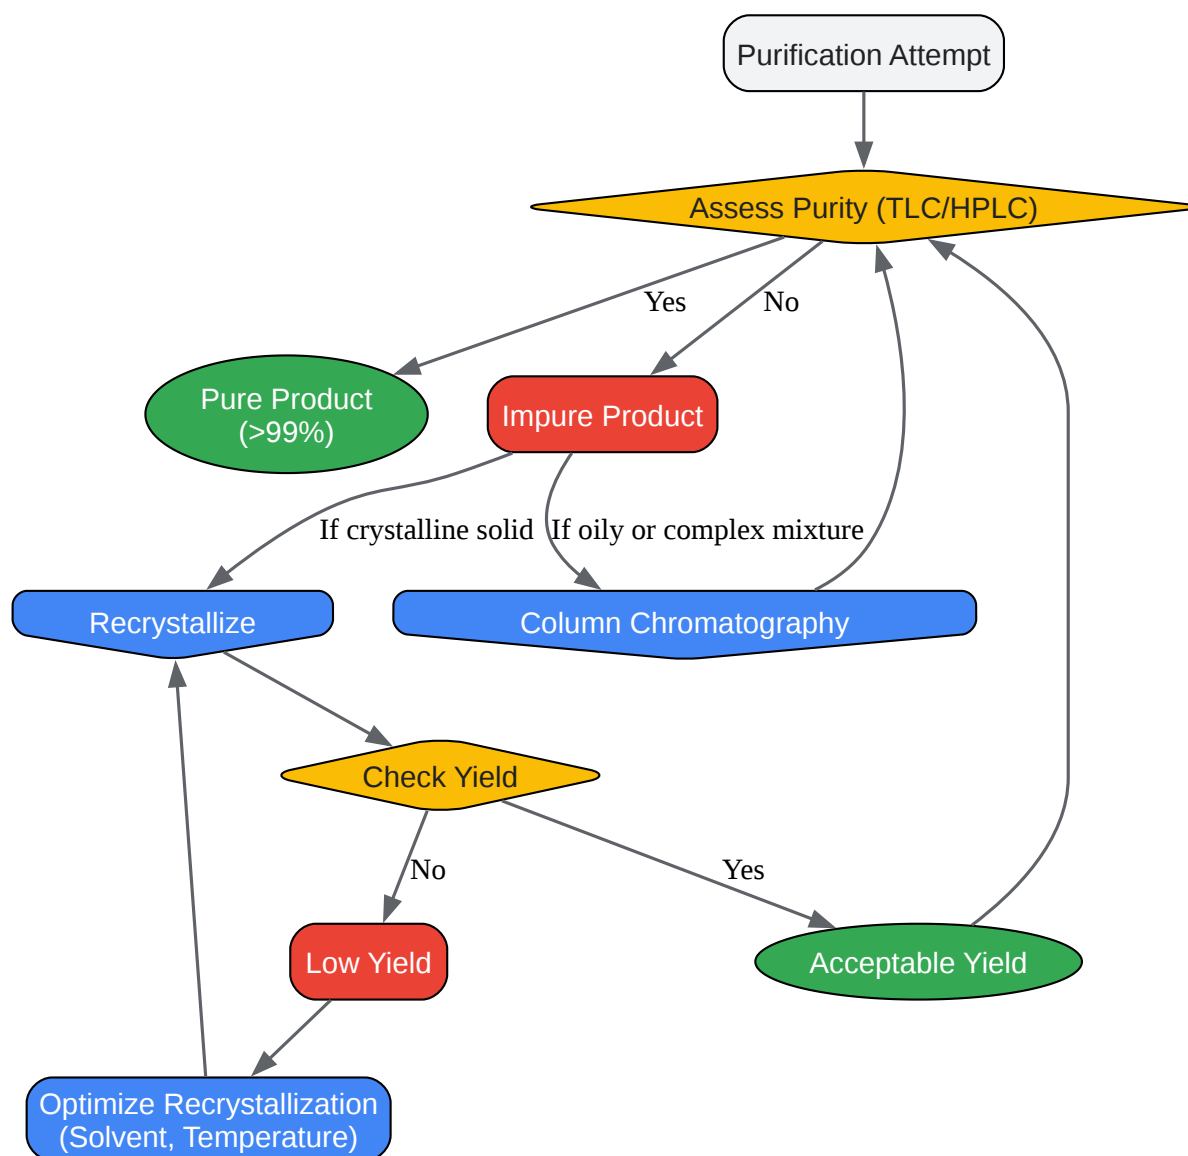 Purification Attempt
Assess Purity (TLC/HPLC)
Yes
No
Pure Product
(>99%)
Impure Product
If crystalline solid
If oily or complex mixture
Recrystallize
Column Chromatography
Check Yield
No
Yes
Low Yield
Acceptable Yield
Optimize Recrystallization
(Solvent, Temperature)